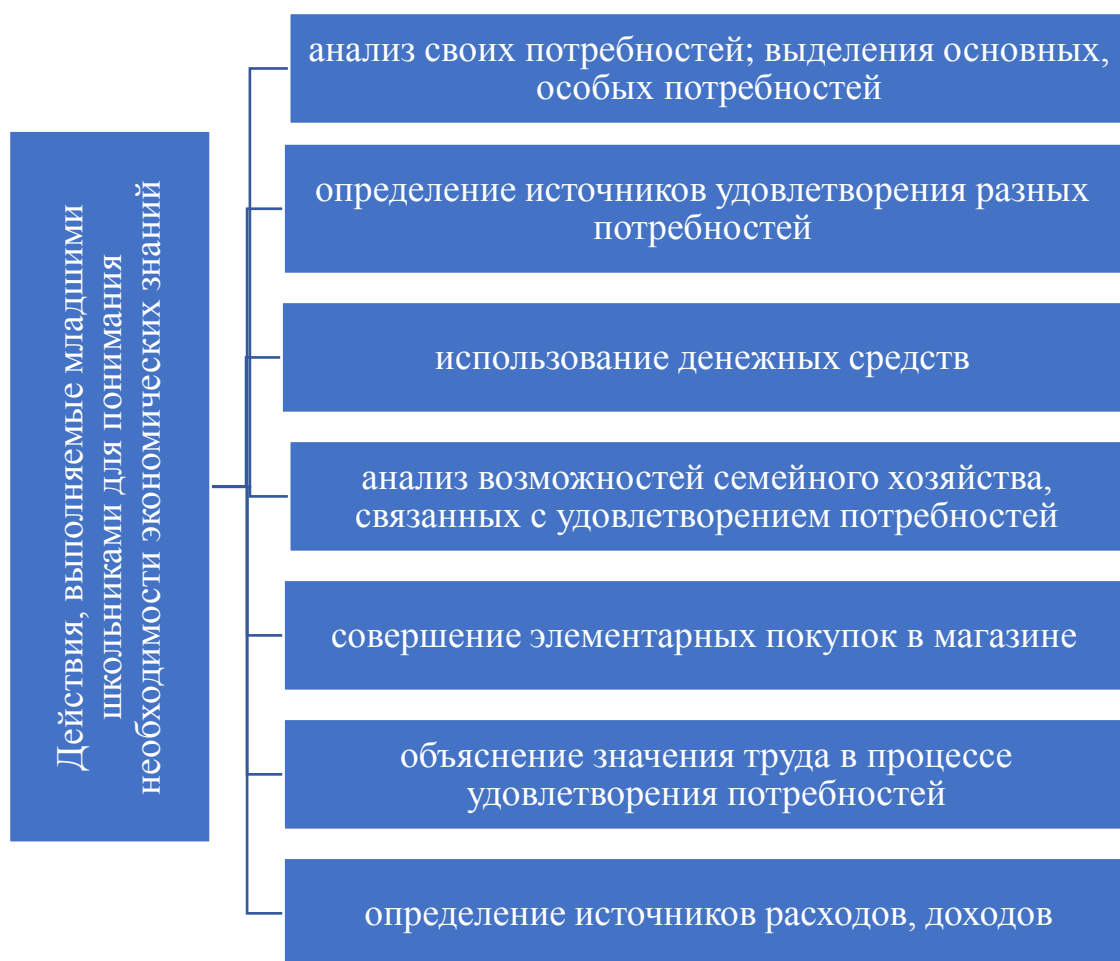 Действия, выполняемые младшими
школьниками для понимания
необходимости экономических знаний
анализ своих потребностей; выделения основных,
особых потребностей
определение источников удовлетворения разных
потребностей
использование денежных средств
анализ возможностей семейного хозяйства,
связанных с удовлетворением потребностей
совершение элементарных покупок в магазине
объяснение значения труда в процессе
удовлетворения потребностей
определение источников расходов, доходов